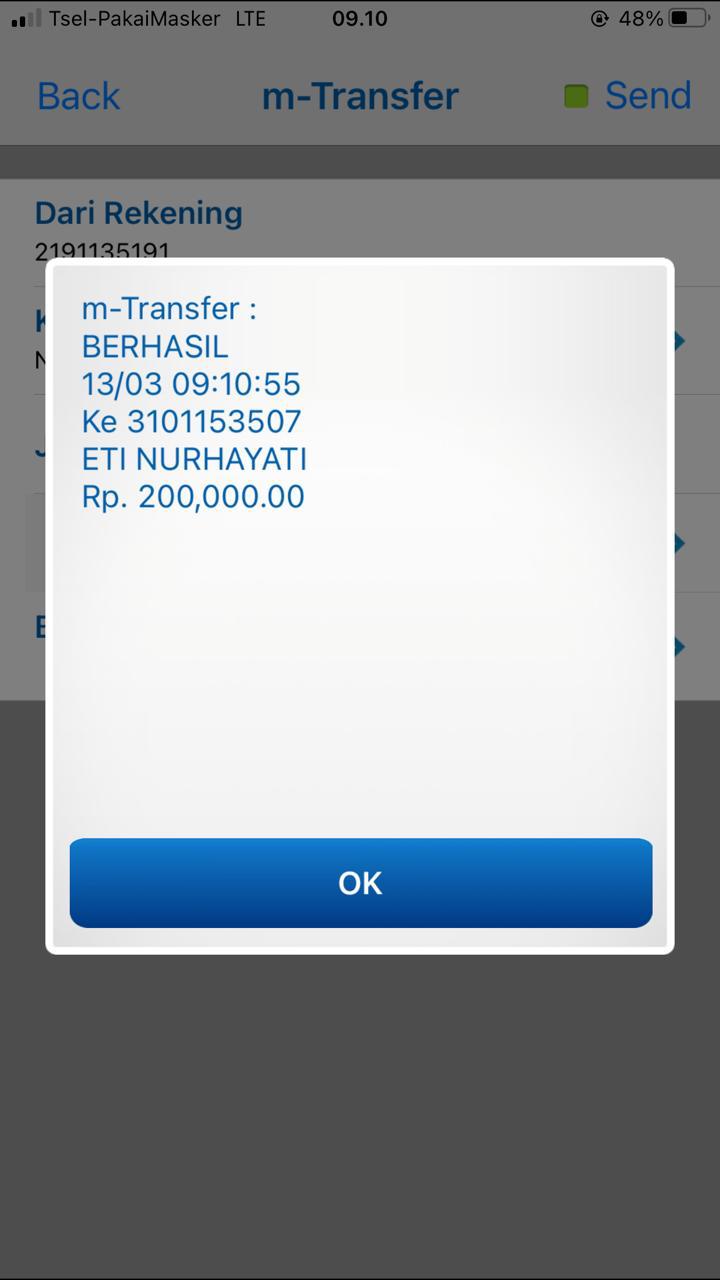 Tsel-PakaiMasker LTE 09.10 48%
Back m-Transfer Send
Dari Rekening
2191135191
m-Transfer :
BERHASIL
13/03 09:10:55
Ke 3101153507
ETI NURHAYATI
Rp. 200,000.00
OK